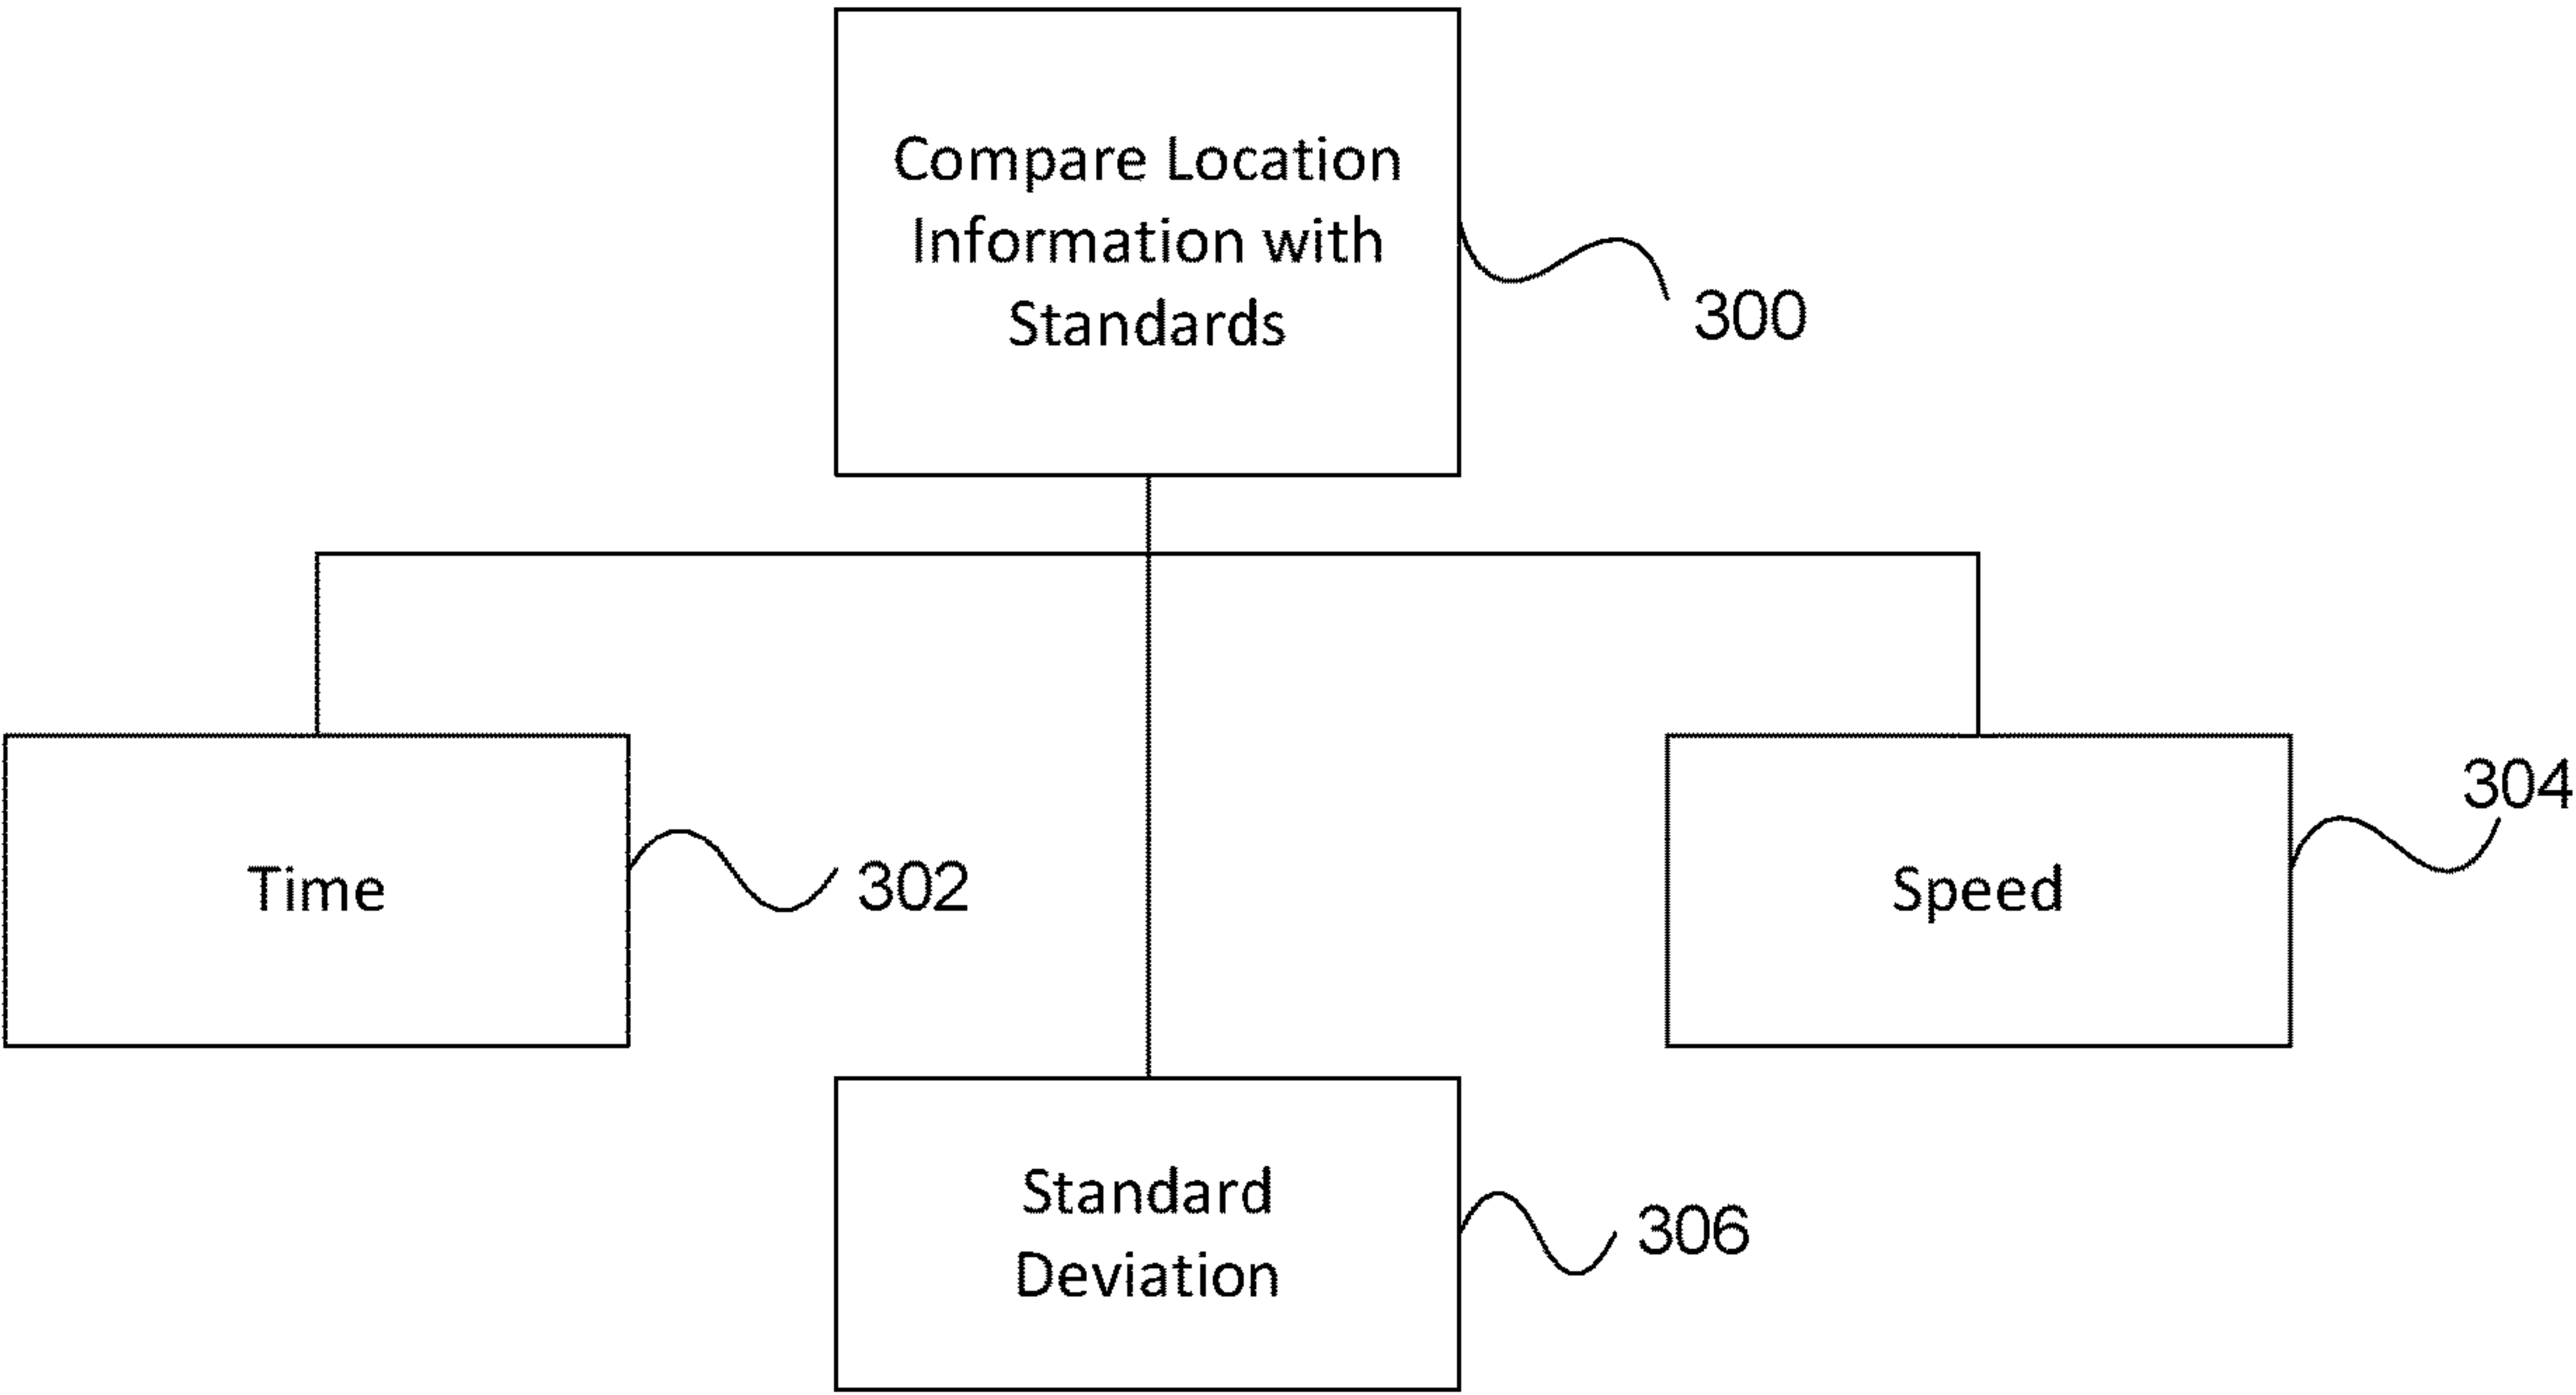 Compare Location
Information with
Standards
300
Time
302
Speed
304
Standard
Deviation
306